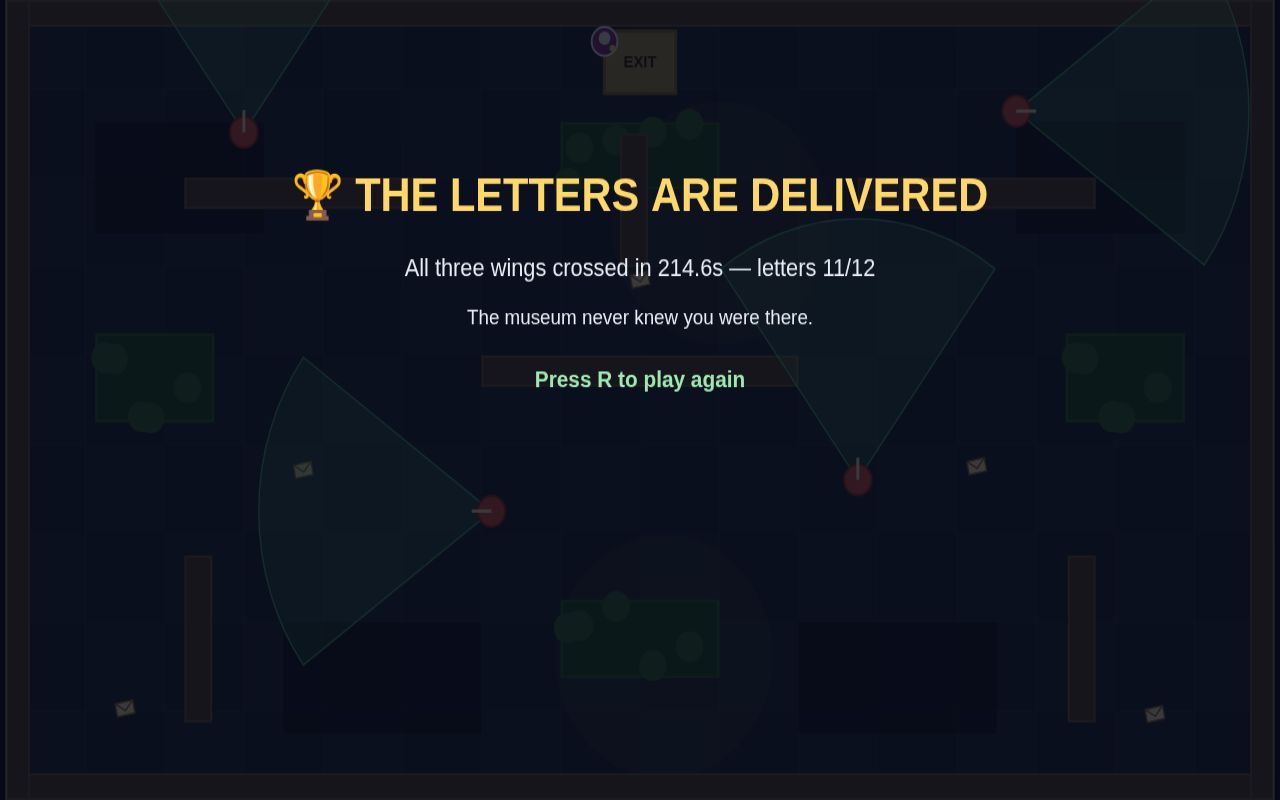 EXIT
🏆 THE LETTERS ARE DELIVERED
All three wings crossed in 214.6s — letters 11/12
The museum never knew you were there.
Press R to play again